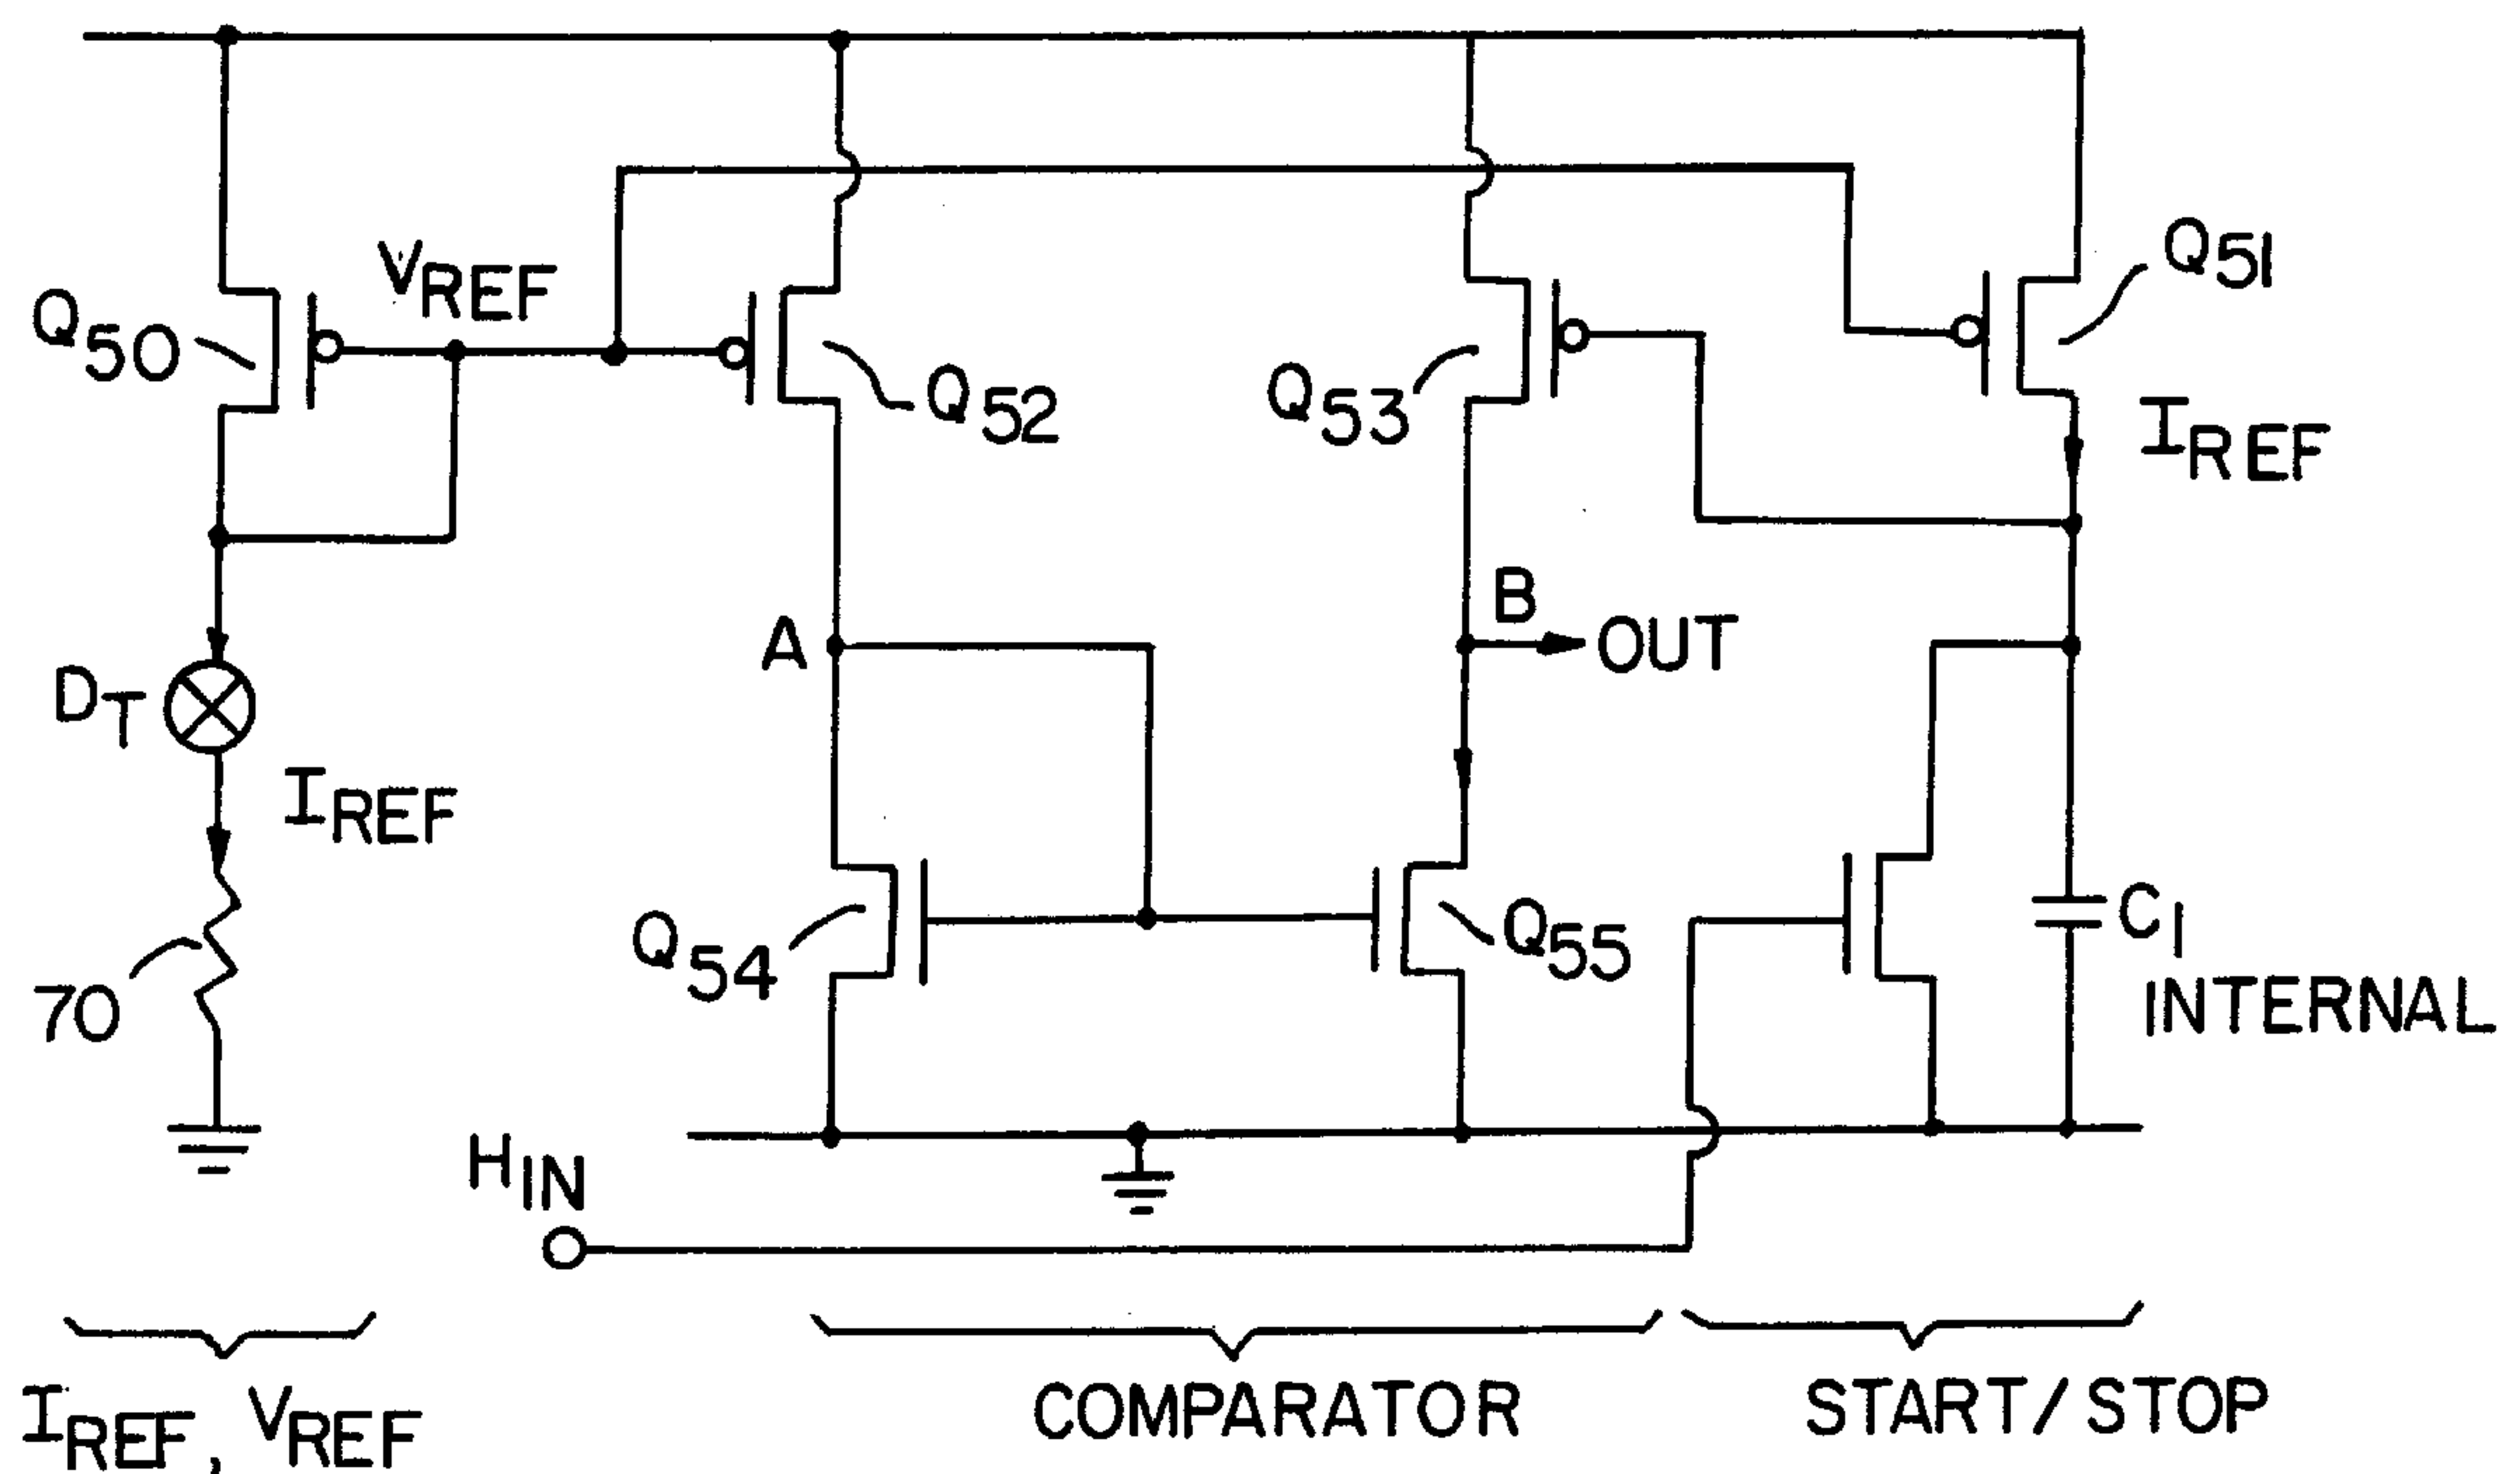 Q51
VREF
Q50
Q52
Q53
IREF
B
OUT
A
DT
IREF
C1
INTERNAL
Q54
Q55
70
HIN
IREF, VREF
COMPARATOR
START/STOP